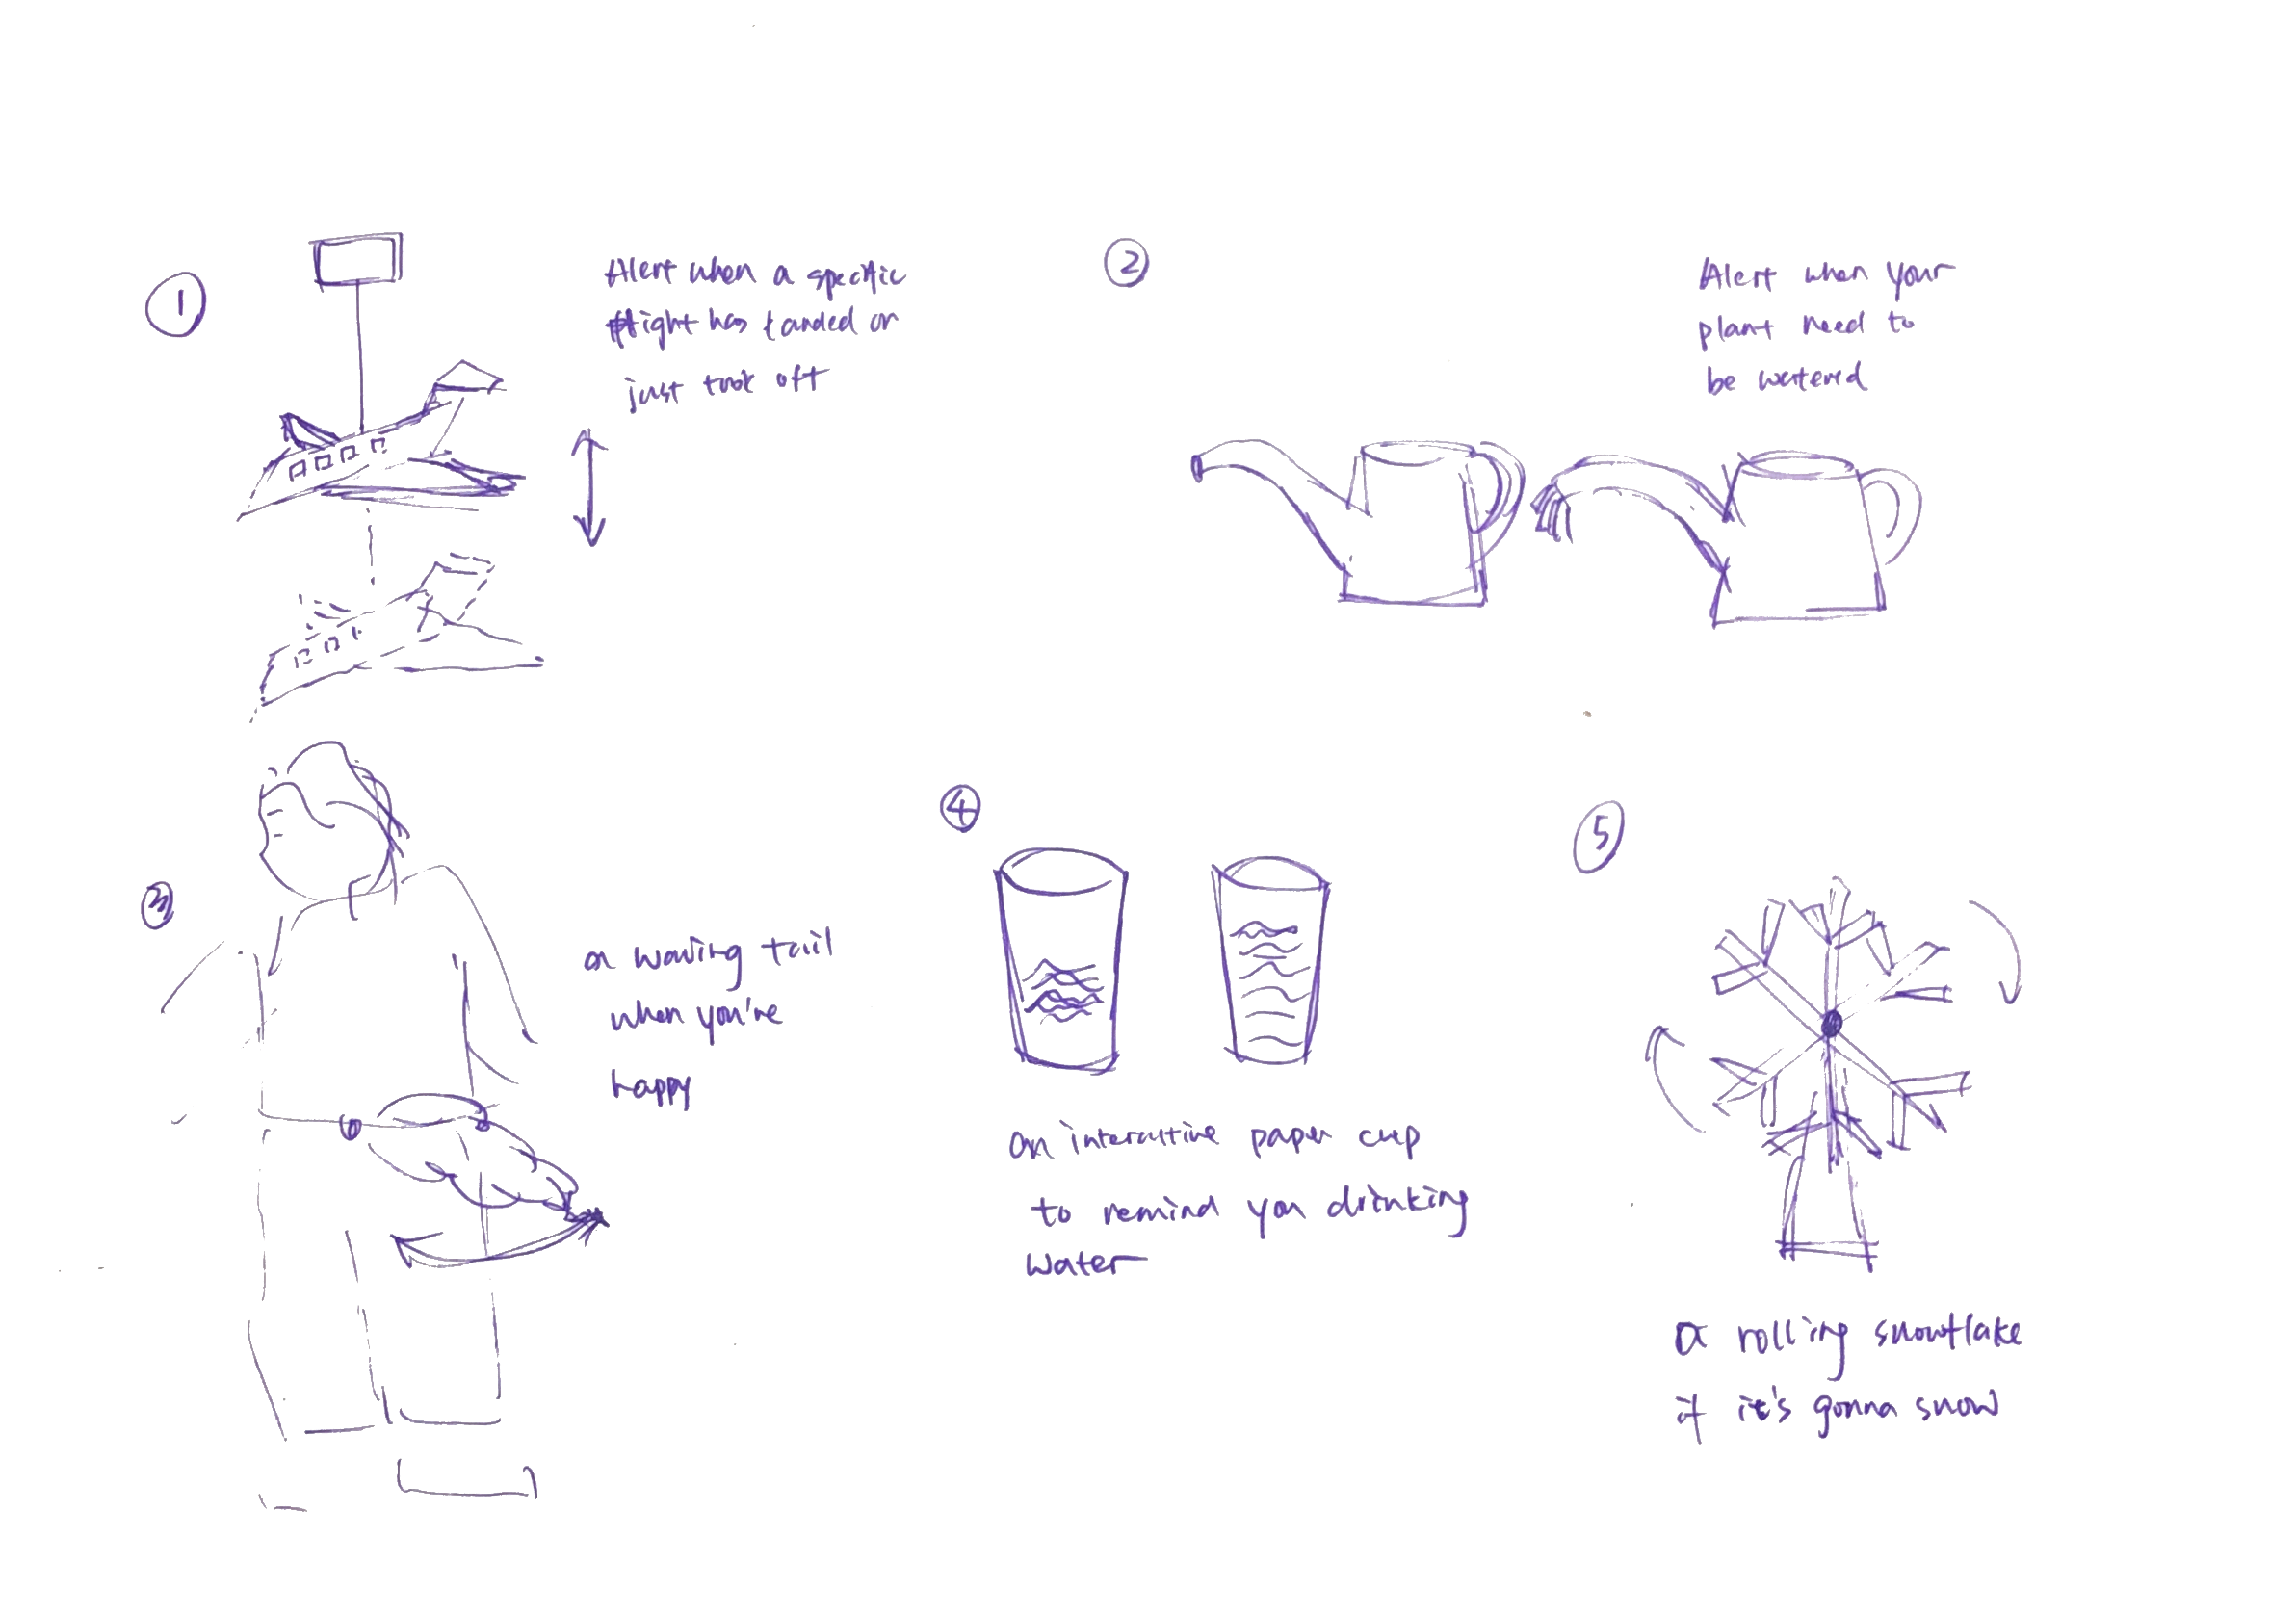 1
Alert when a specific
flight has landed or
just took off
2
Alert when your
plant need to
be watered
3
a waving tail
when you're
happy
4
an interactive paper cup
to remind you drinking
water
5
a rolling snowflake
if it's gonna snow